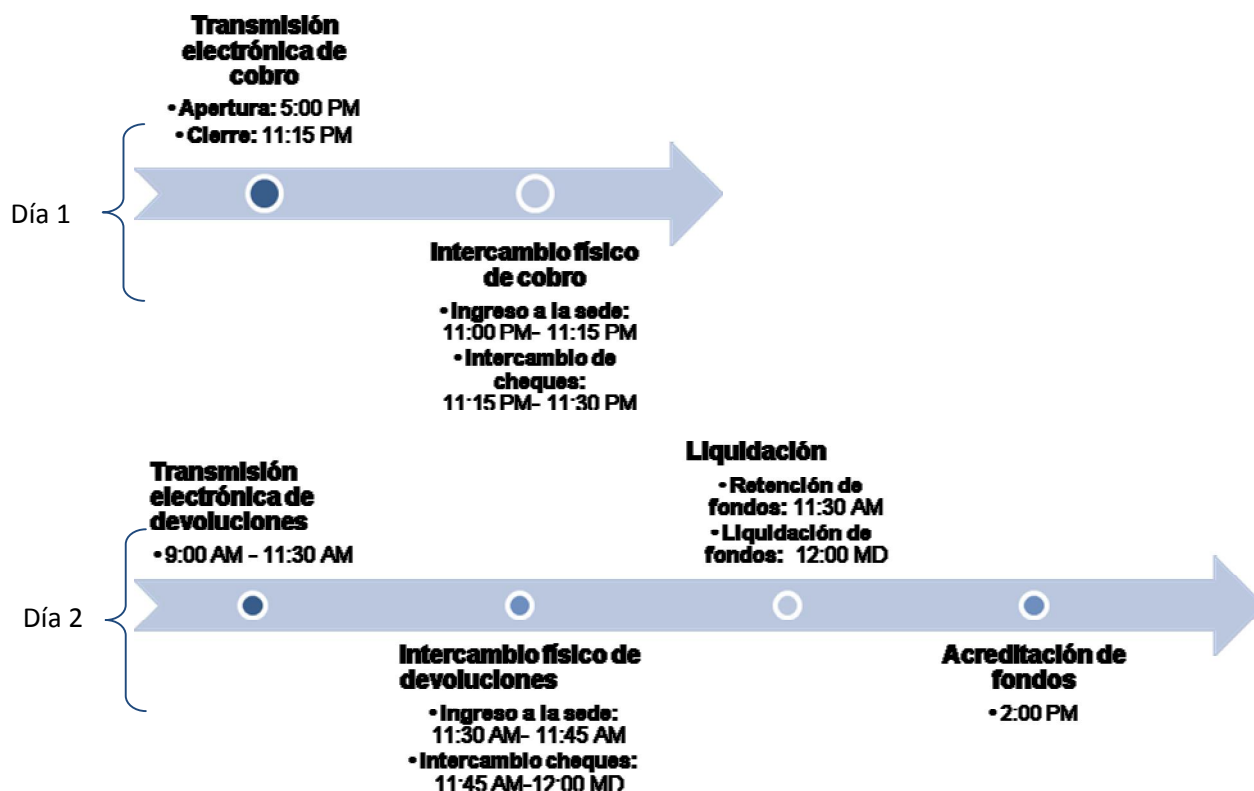 Transmisión
electrónica de
cobro
• Apertura: 5:00 PM
• Cierre: 11:15 PM
Día 1
Intercambio físico
de cobro
• Ingreso a la sede:
11:00 PM- 11:15 PM
• Intercambio de
cheques:
11:15 PM- 11:30 PM
Transmisión
electrónica de
devoluciones
• 9:00 AM - 11:30 AM
Liquidación
• Retención de
fondos: 11:30 AM
• Liquidación de
fondos: 12:00 MD
Día 2
Intercambio físico de
devoluciones
• Ingreso a la sede:
11:30 AM- 11:45 AM
• Intercambio cheques:
11:45 AM-12:00 MD
Acreditación de
fondos
• 2:00 PM